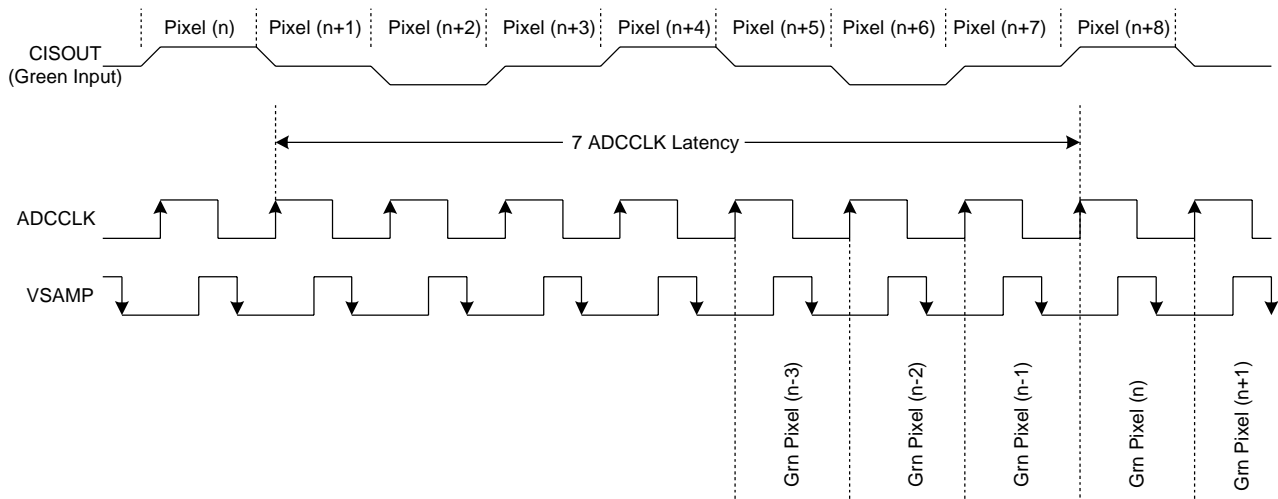 Pixel (n) Pixel (n+1) Pixel (n+2) Pixel (n+3) Pixel (n+4) Pixel (n+5) Pixel (n+6) Pixel (n+7) Pixel (n+8)
CISOUT
(Green Input)
7 ADCCLK Latency
ADCCLK
VSAMP
Grn Pixel (n-3)
Grn Pixel (n-2)
Grn Pixel (n-1)
Grn Pixel (n)
Grn Pixel (n+1)